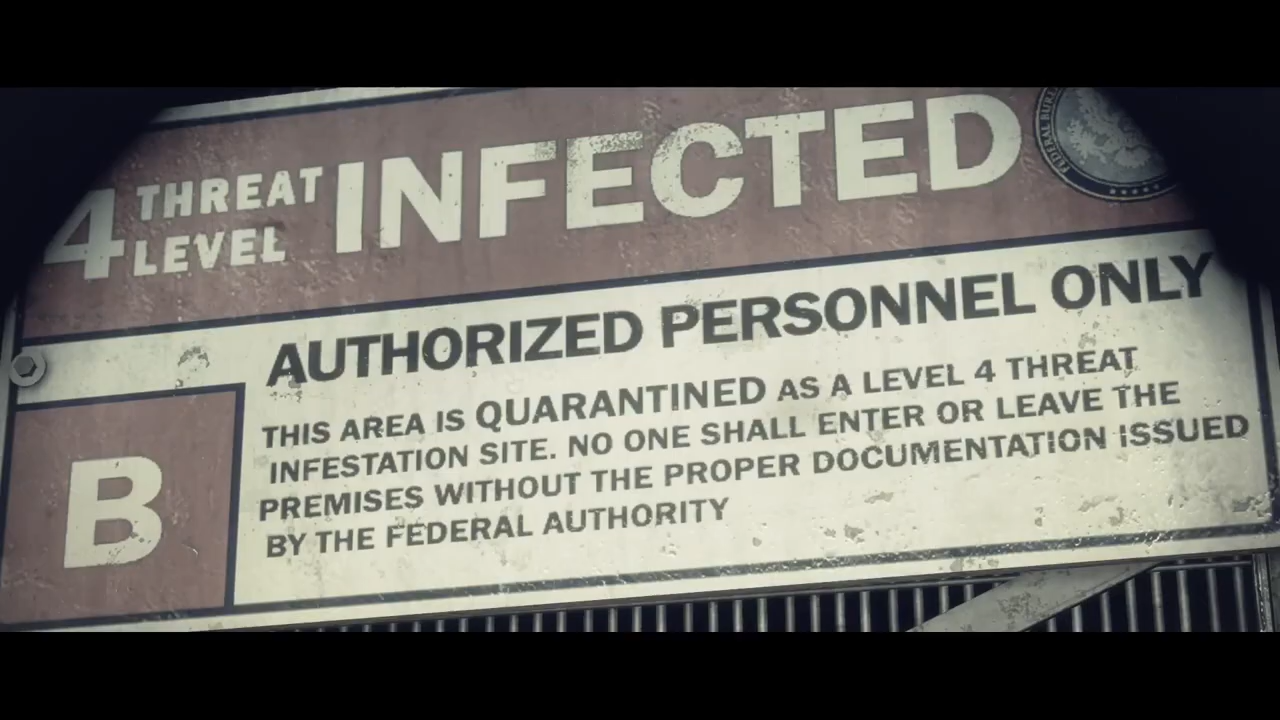 4 THREAT LEVEL INFECTED
FEDERAL
AUTHORIZED PERSONNEL ONLY
THIS AREA IS QUARANTINED AS A LEVEL 4 THREAT
INFESTATION SITE. NO ONE SHALL ENTER OR LEAVE THE
PREMISES WITHOUT THE PROPER DOCUMENTATION ISSUED
BY THE FEDERAL AUTHORITY
B